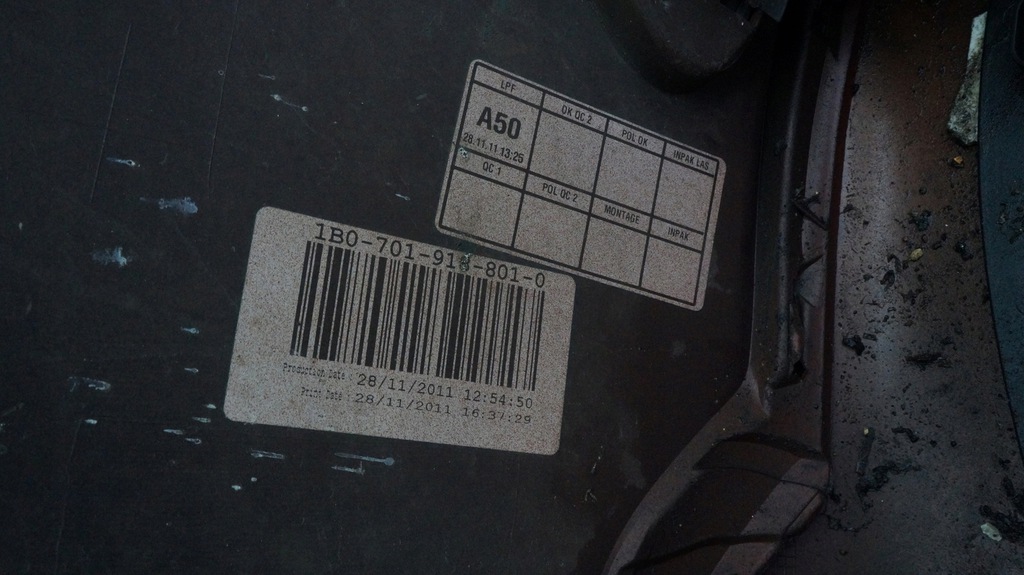 LPF
OK QC 2
POL OK
INPAK LAS
A50
28.11.11 13:25
QC 1
POL QC 2
MONTAGE
INPAK
Production Date : 28/11/2011 12:54:50
Print Date : 28/11/2011 16:37:29